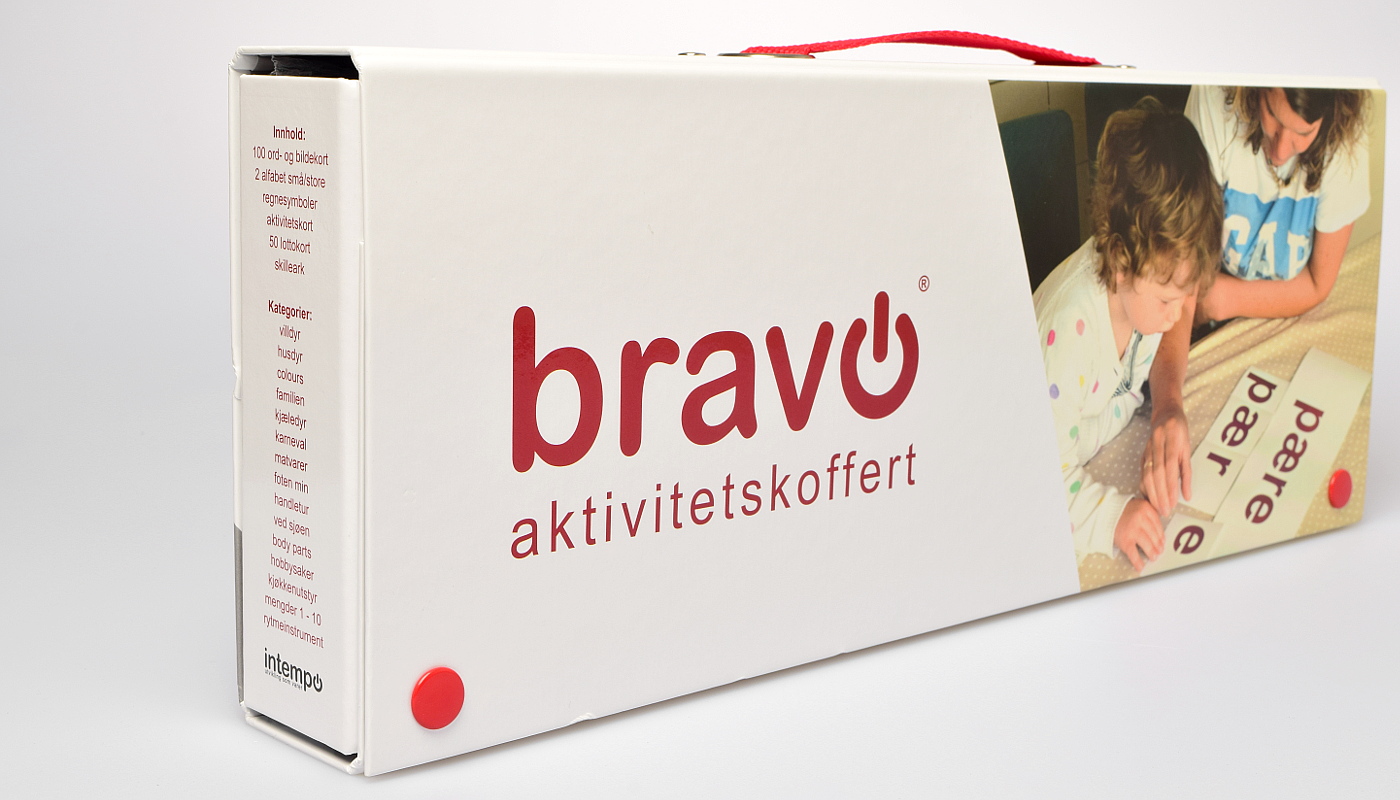 Innhold:
100 ord- og bildekort
2 alfabet små/store
regnesymboler
aktivitetskort
50 lottokort
skilleark
Kategorier:
villdyr
husdyr
colours
familien
kjæledyr
karneval
matvarer
foten min
handletur
ved sjøen
body parts
hobbysaker
kjøkkenutstyr
mengder 1 - 10
rytmeinstrument
intempo
bravo®
aktivitetskoffert
GAP
pær
pære
e